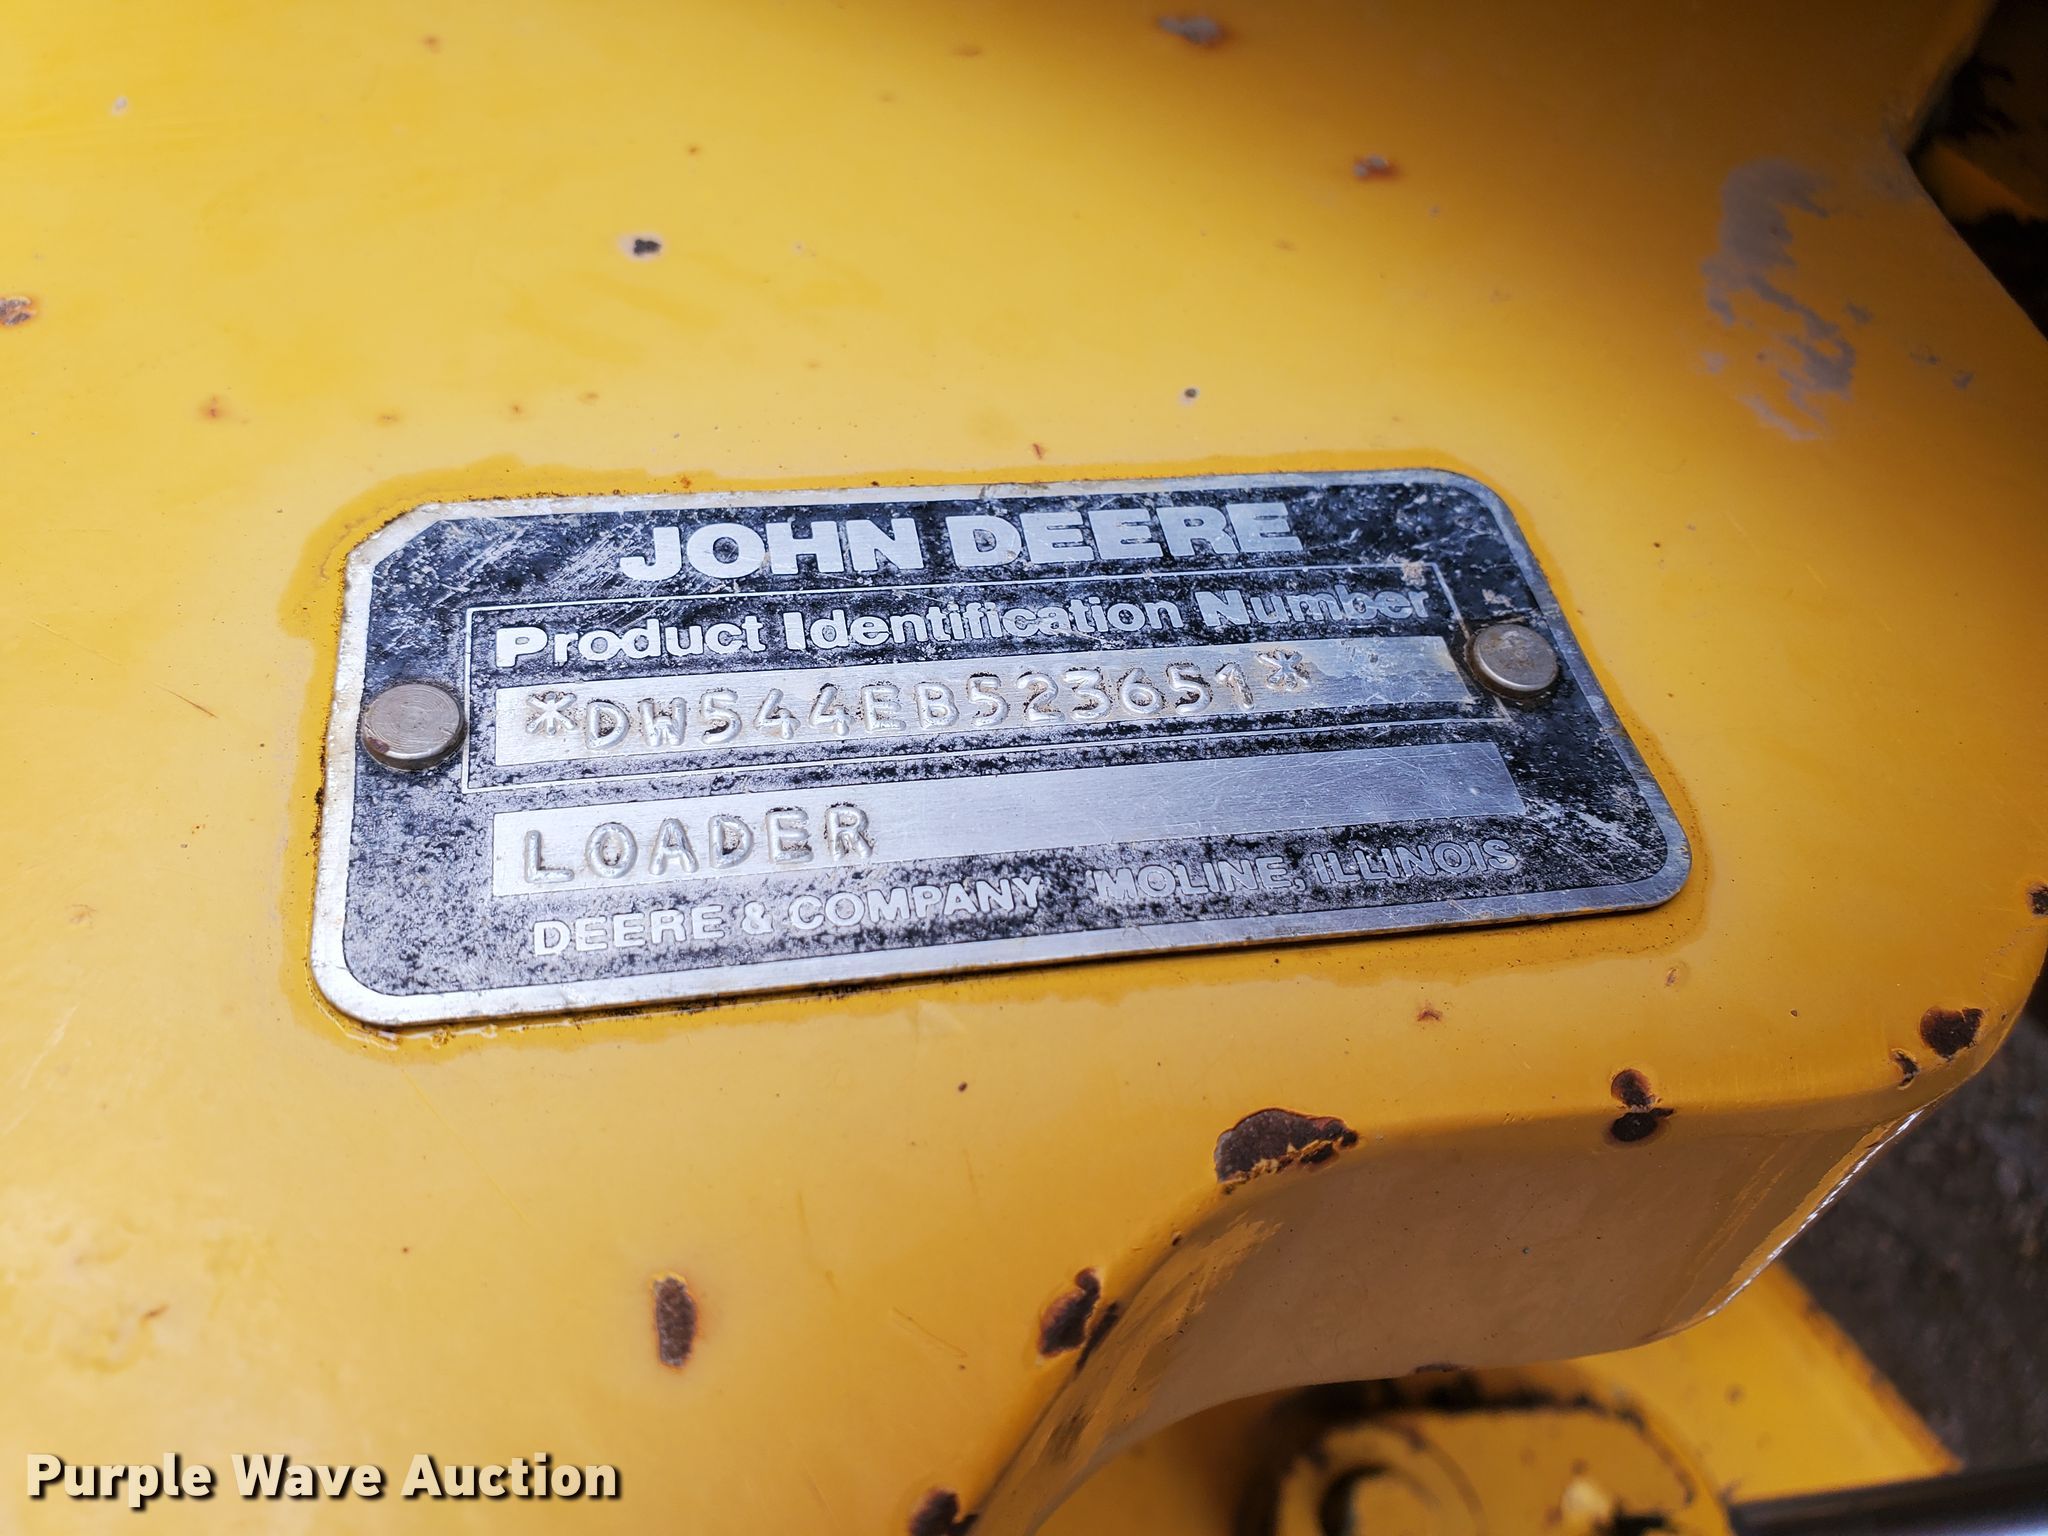 JOHN DEERE
Product Identification Number
*DW544EB523651*
LOADER
DEERE & COMPANY MOLINE, ILLINOIS
Purple Wave Auction